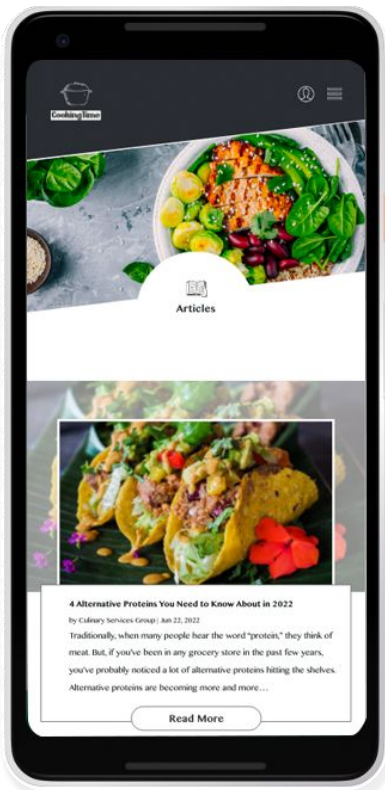 CookingTime
Articles
4 Alternative Proteins You Need to Know About in 2022
by Culinary Services Group | Jun 22, 2022
Traditionally, when many people hear the word “protein,” they think of
meat. But, if you’ve been in any grocery store in the past few years,
you’ve probably noticed a lot of alternative proteins hitting the shelves.
Alternative proteins are becoming more and more…
Read More